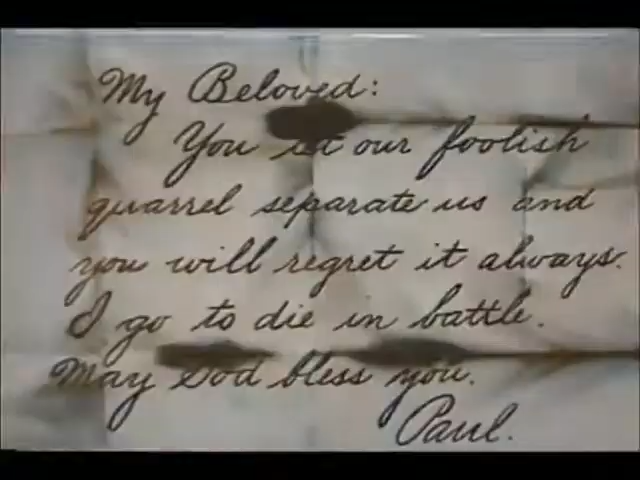 My Beloved:
You let our foolish
quarrel separate us and
you will regret it always.
I go to die in battle.
May God bless you.
Paul.